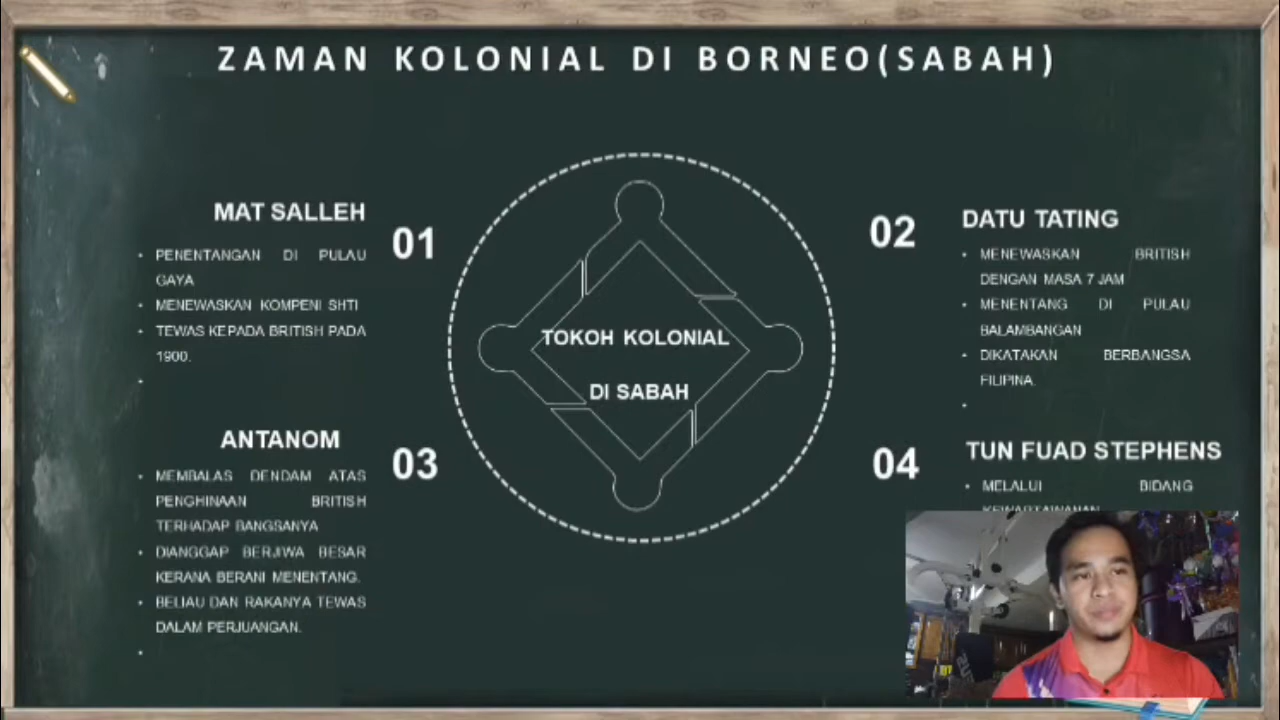 ZAMAN KOLONIAL DI BORNEO(SABAH)
MAT SALLEH
01
• PENENTANGAN DI PULAU
GAYA
• MENEWASKAN KOMPENI SHTI
• TEWAS KEPADA BRITISH PADA
1900.
02
DATU TATING
• MENEWASKAN BRITISH
DENGAN MASA 7 JAM
• MENENTANG DI PULAU
BALAMBANGAN
• DIKATAKAN BERBANGSA
FILIPINA.
TOKOH KOLONIAL
DI SABAH
ANTANOM
03
• MEMBALAS DENDAM ATAS
PENGHINAAN BRITISH
TERHADAP BANGSANYA
• DIANGGAP BERJIWA BESAR
KERANA BERANI MENENTANG.
• BELIAU DAN RAKANYA TEWAS
DALAM PERJUANGAN.
04
TUN FUAD STEPHENS
• MELALUI BIDANG
KEWARTAWANAN